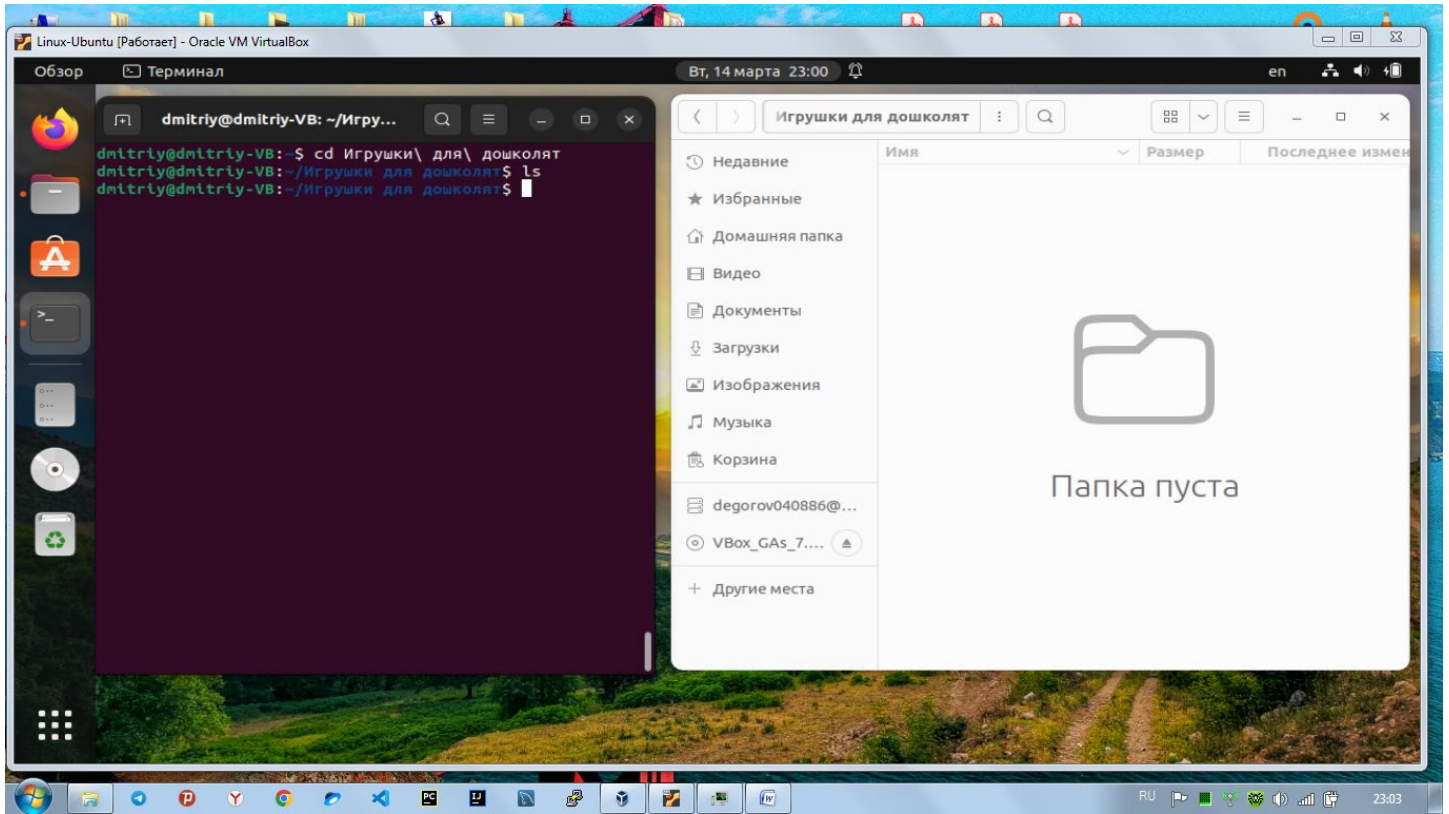 Linux-Ubuntu [Работает] - Oracle VM VirtualBox
Обзор Терминал Вт, 14 марта 23:00 en
dmitriy@dmitriy-VB: ~/Игру...
dmitriy@dmitriy-VB:~$ cd Игрушки\ для\ дошколят
dmitriy@dmitriy-VB:~/Игрушки для дошколят$ ls
dmitriy@dmitriy-VB:~/Игрушки для дошколят$
Игрушки для дошколят
Имя Размер Последнее измен
Недавние
Избранные
Домашняя папка
Видео
Документы
Загрузки
Изображения
Музыка
Корзина
degorov040886@...
VBox_GAs_7....
Другие места
Папка пуста
RU 23:03